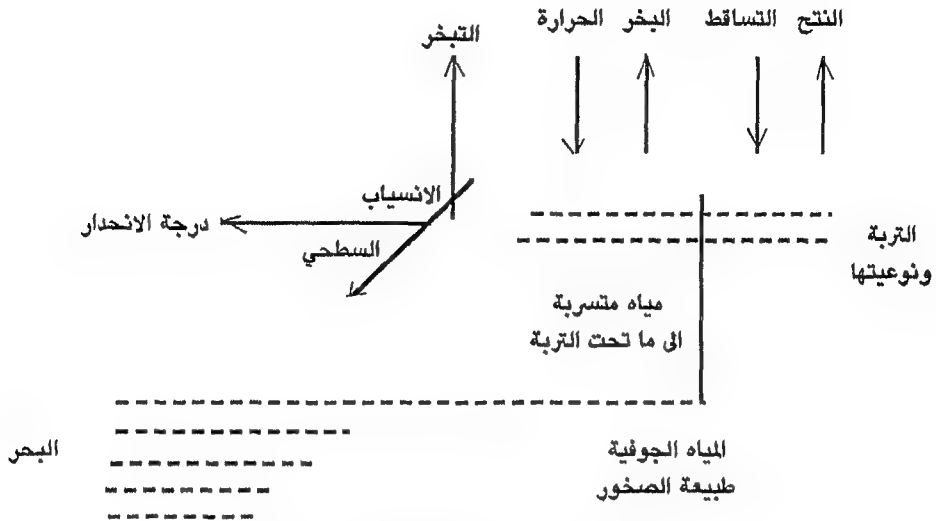 النتح
التساقط
البخر
الحرارة
التبخر
الانسياب
السطحي
درجة الانحدار
التربة
ونوعيتها
مياه متسربة
الى ما تحت التربة
البحر
المياه الجوفية
طبيعة الصخور